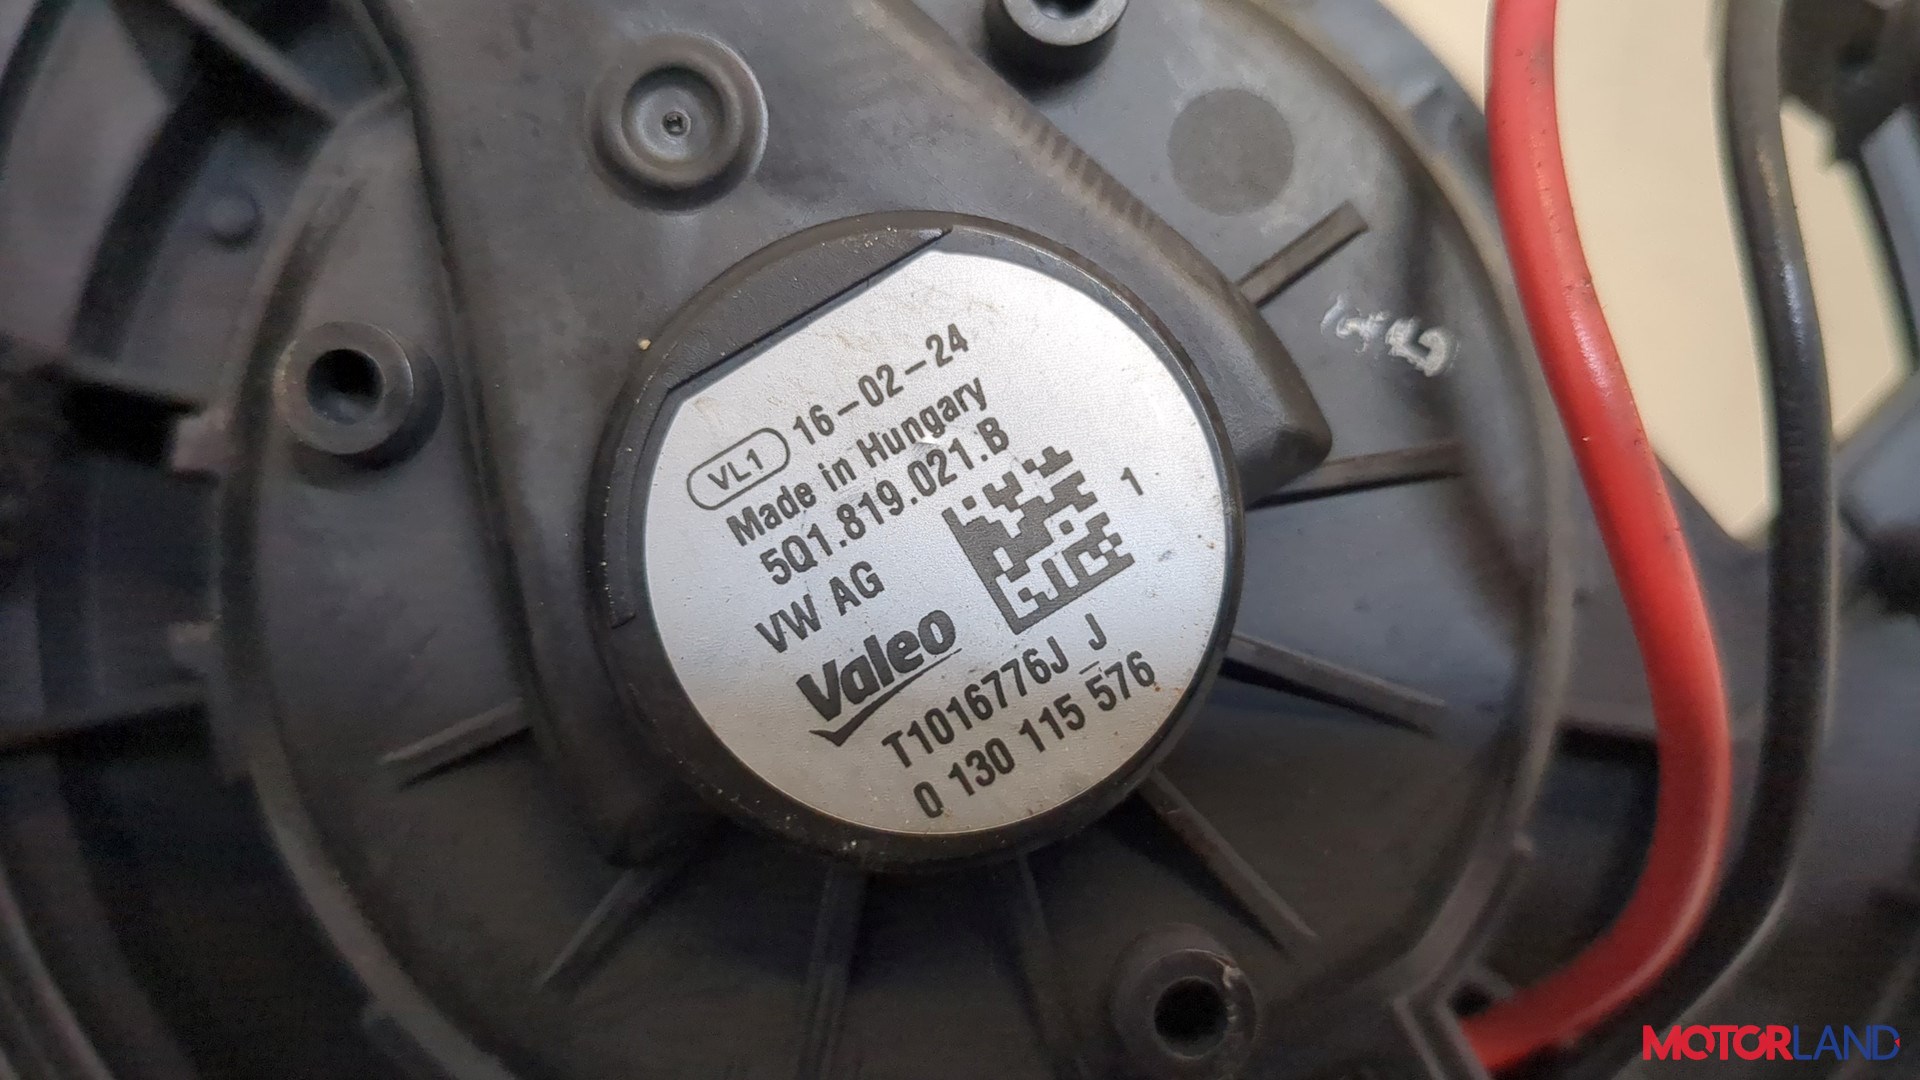 VL1 16-02-24
Made in Hungary
5Q1.819.021.B
VW AG
1
Valeo
T1016776J J
0 130 115 576
MOTORLAND